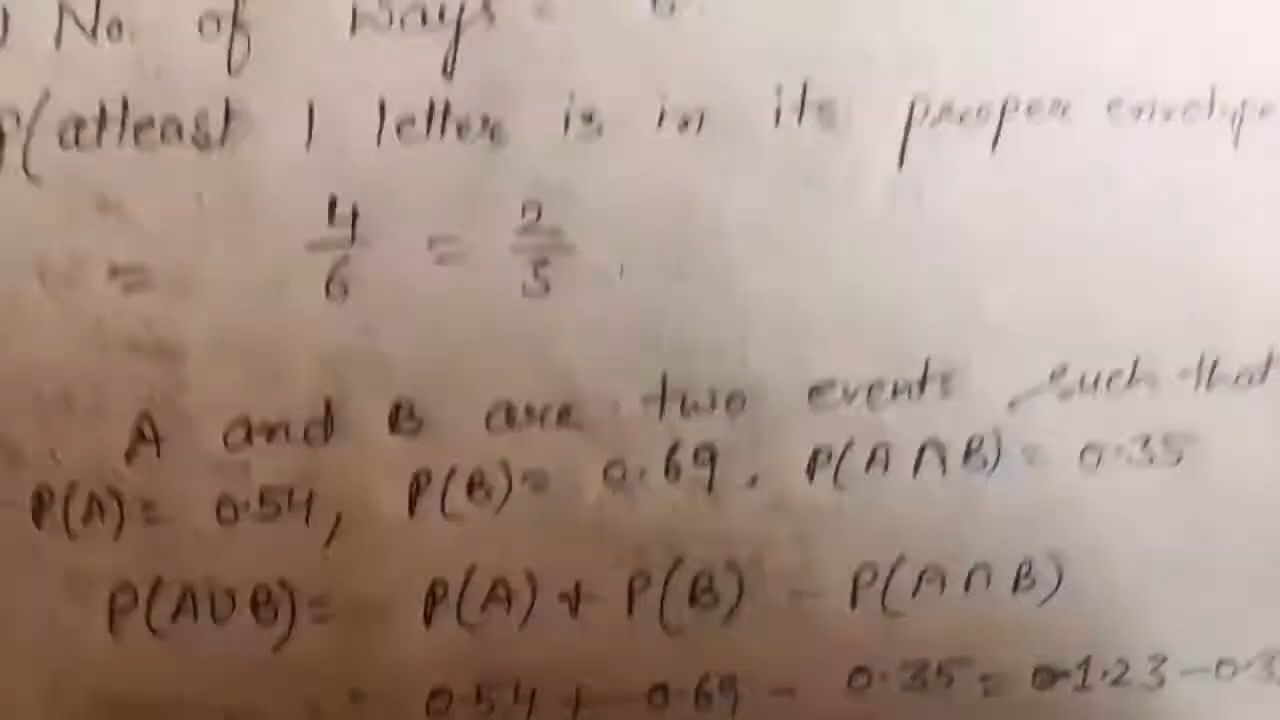 No. of ways =
P(atleast 1 letter is in its proper envelope
= 4/6 = 2/3
A and B are two events such that
P(A) = 0.54, P(B) = 0.69, P(A∩B) = 0.35
P(A∪B) = P(A) + P(B) - P(A∩B)
= 0.54 + 0.69 - 0.35 = 1.23 - 0.3